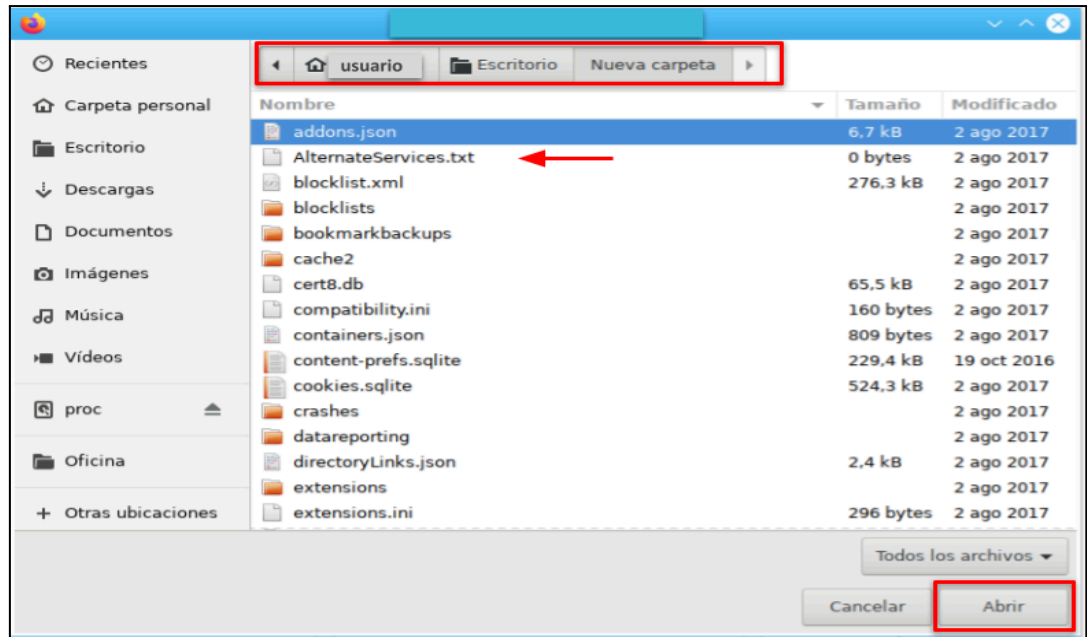 usuario Escritorio Nueva carpeta
Recientes
Carpeta personal
Escritorio
Descargas
Documentos
Imágenes
Música
Vídeos
proc
Oficina
+ Otras ubicaciones
Nombre Tamaño Modificado
addons.json 6,7 kB 2 ago 2017
AlternateServices.txt 0 bytes 2 ago 2017
blocklist.xml 276,3 kB 2 ago 2017
blocklists 2 ago 2017
bookmarkbackups 2 ago 2017
cache2 2 ago 2017
cert8.db 65,5 kB 2 ago 2017
compatibility.ini 160 bytes 2 ago 2017
containers.json 809 bytes 2 ago 2017
content-prefs.sqlite 229,4 kB 19 oct 2016
cookies.sqlite 524,3 kB 2 ago 2017
crashes 2 ago 2017
datareporting 2 ago 2017
directoryLinks.json 2,4 kB 2 ago 2017
extensions 2 ago 2017
extensions.ini 296 bytes 2 ago 2017
Todos los archivos
Cancelar Abrir